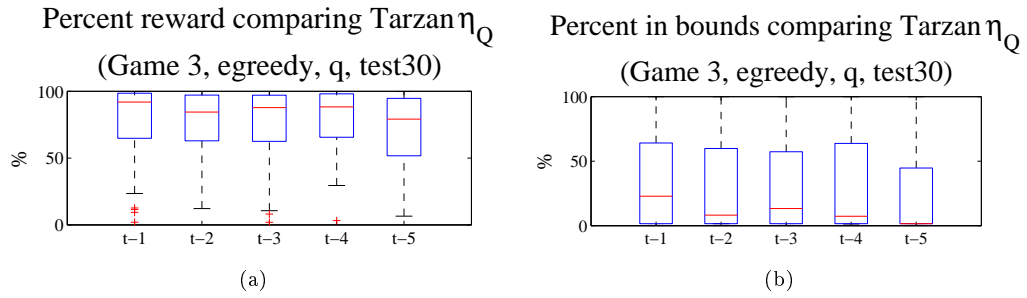 Percent reward comparing Tarzan η_Q
(Game 3, egreedy, q, test30)
100
50
0
%
t−1 t−2 t−3 t−4 t−5
(a)
Percent in bounds comparing Tarzan η_Q
(Game 3, egreedy, q, test30)
100
50
0
%
t−1 t−2 t−3 t−4 t−5
(b)